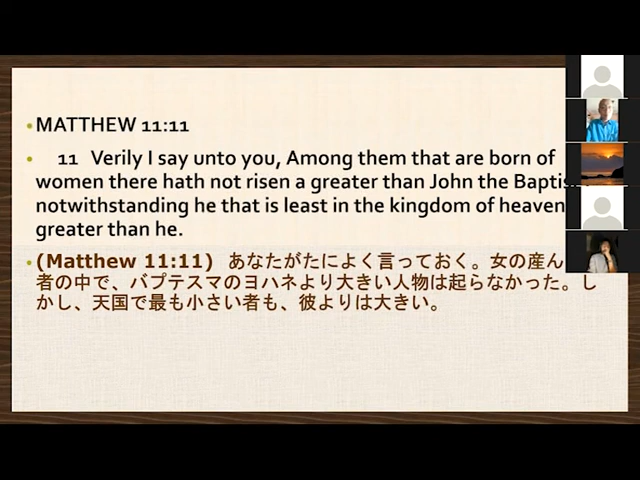 MATTHEW 11:11
11 Verily I say unto you, Among them that are born of
women there hath not risen a greater than John the
notwithstanding he that is least in the kingdom of heaven
greater than he.
(Matthew 11:11) あなたがたによく言っておく。女の産ん
者の中で、バプテスマのヨハネより大きい人物は起らなかった。し
かし、天国で最も小さい者も、彼よりは大きい。